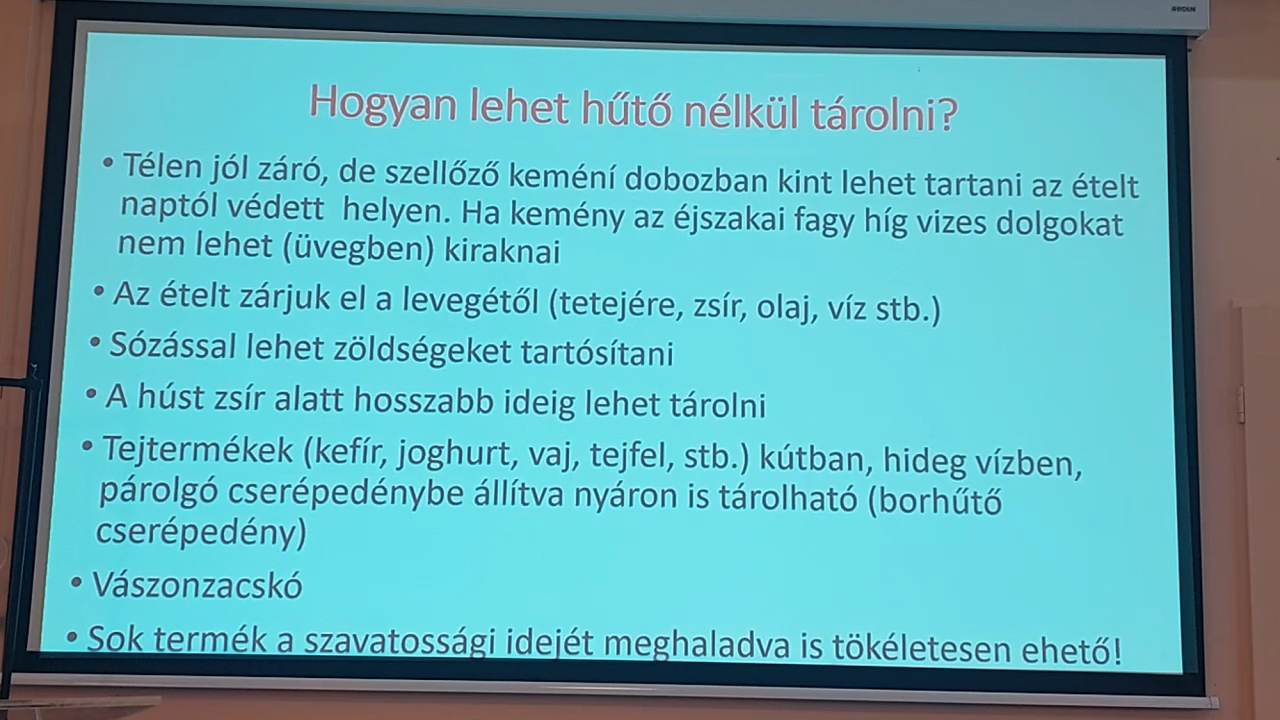 Hogyan lehet hűtő nélkül tárolni?
• Télen jól záró, de szellőző keméní dobozban kint lehet tartani az ételt
naptól védett helyen. Ha kemény az éjszakai fagy híg vizes dolgokat
nem lehet (üvegben) kiraknai
• Az ételt zárjuk el a levegétől (tetejére, zsír, olaj, víz stb.)
• Sózással lehet zöldségeket tartósítani
• A húst zsír alatt hosszabb ideig lehet tárolni
• Tejtermékek (kefír, joghurt, vaj, tejfel, stb.) kútban, hideg vízben,
párolgó cserépedénybe állítva nyáron is tárolható (borhűtő
cserépedény)
• Vászonzacskó
• Sok termék a szavatossági idejét meghaladva is tökéletesen ehető!